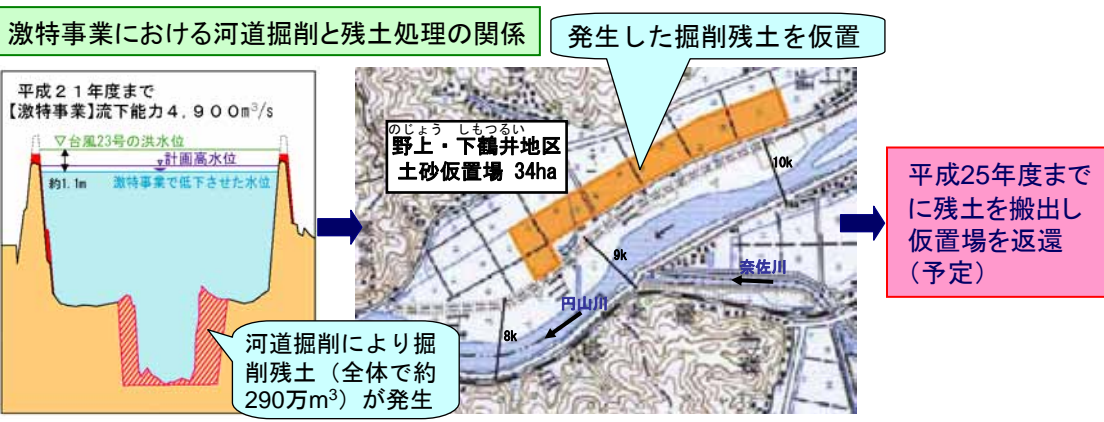 激特事業における河道掘削と残土処理の関係
発生した掘削残土を仮置
平成21年度まで
【激特事業】流下能力4,900m³/s
▽台風23号の洪水位
▽計画高水位
約1.1m
激特事業で低下させた水位
河道掘削により掘
削残土（全体で約
290万m³）が発生
のじょう しもつるい
野上・下鶴井地区
土砂仮置場 34ha
10k
9k
奈佐川
円山川
8k
平成25年度まで
に残土を搬出し
仮置場を返還
（予定）